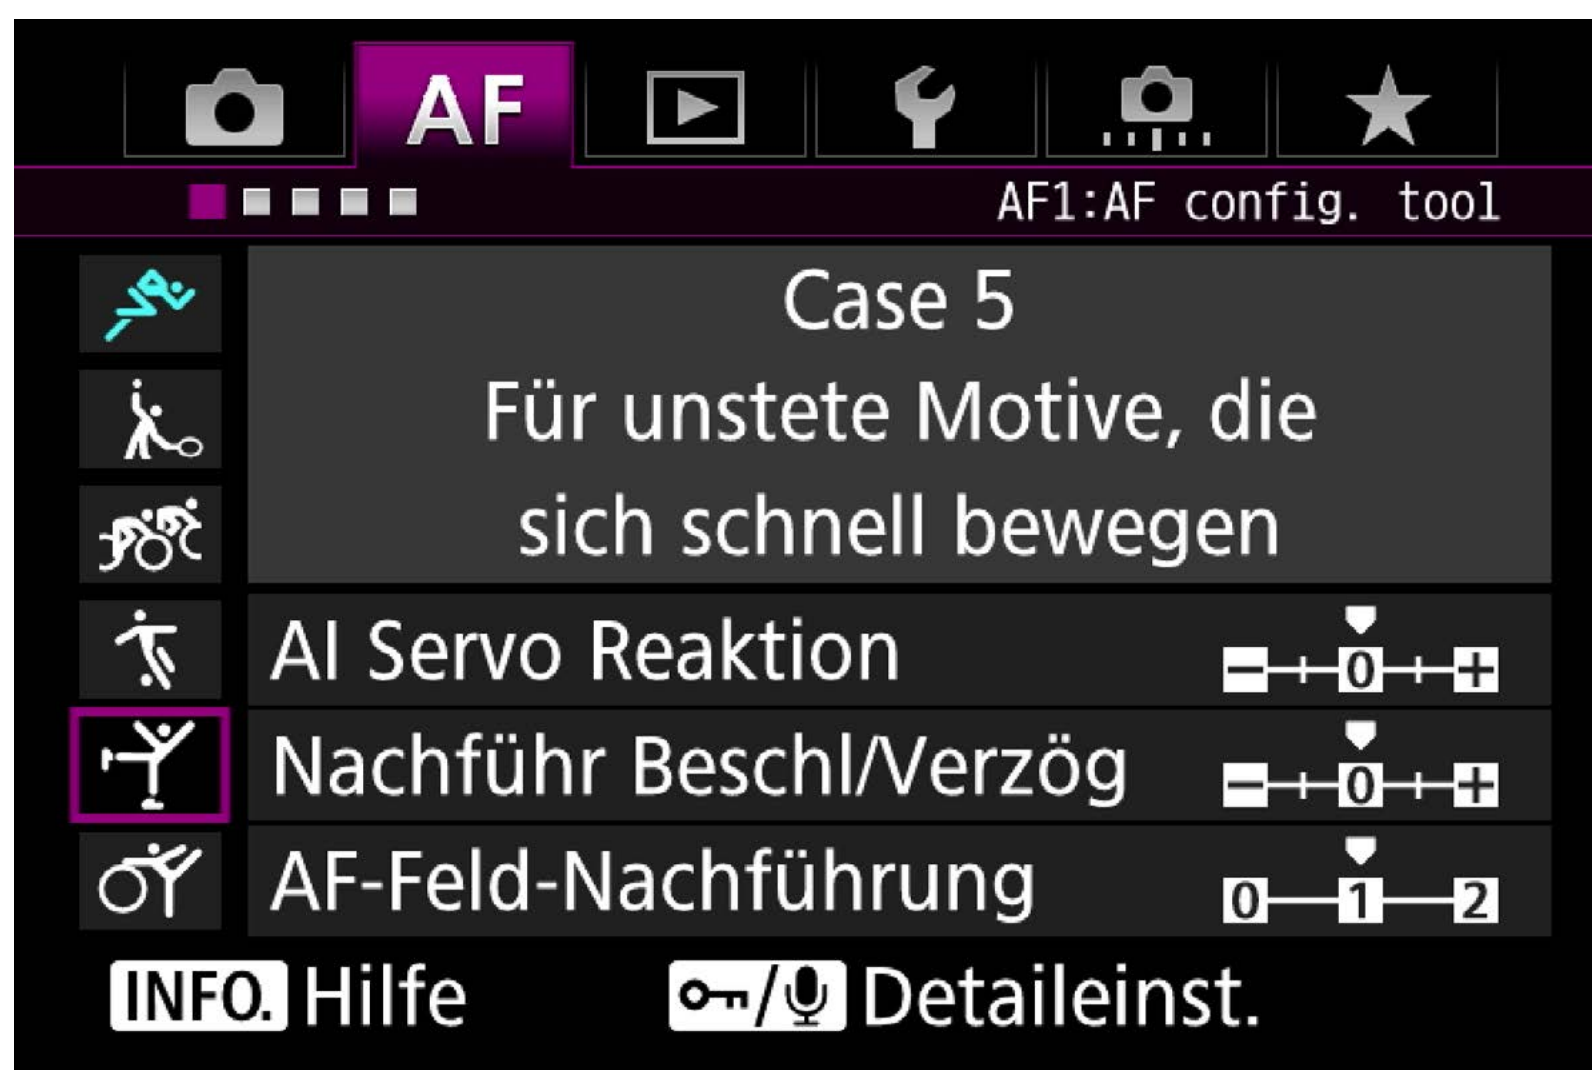 AF
AF1:AF config. tool
Case 5
Für unstete Motive, die
sich schnell bewegen
AI Servo Reaktion
- 0 +
Nachführ Beschl/Verzög
- 0 +
AF-Feld-Nachführung
0 1 2
INFO. Hilfe
/ Detaileinst.